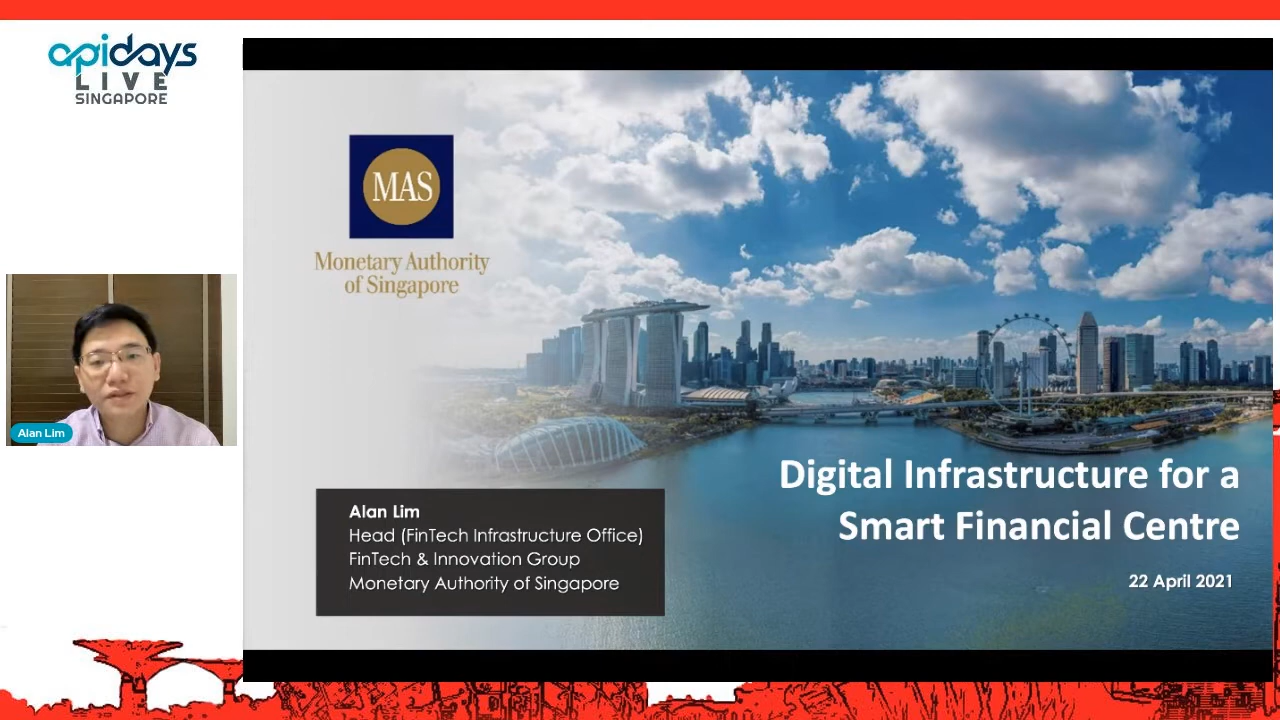 apidays
LIVE
SINGAPORE
MAS
Monetary Authority
of Singapore
Alan Lim
Digital Infrastructure for a
Smart Financial Centre
22 April 2021
Alan Lim
Head (FinTech Infrastructure Office)
FinTech & Innovation Group
Monetary Authority of Singapore